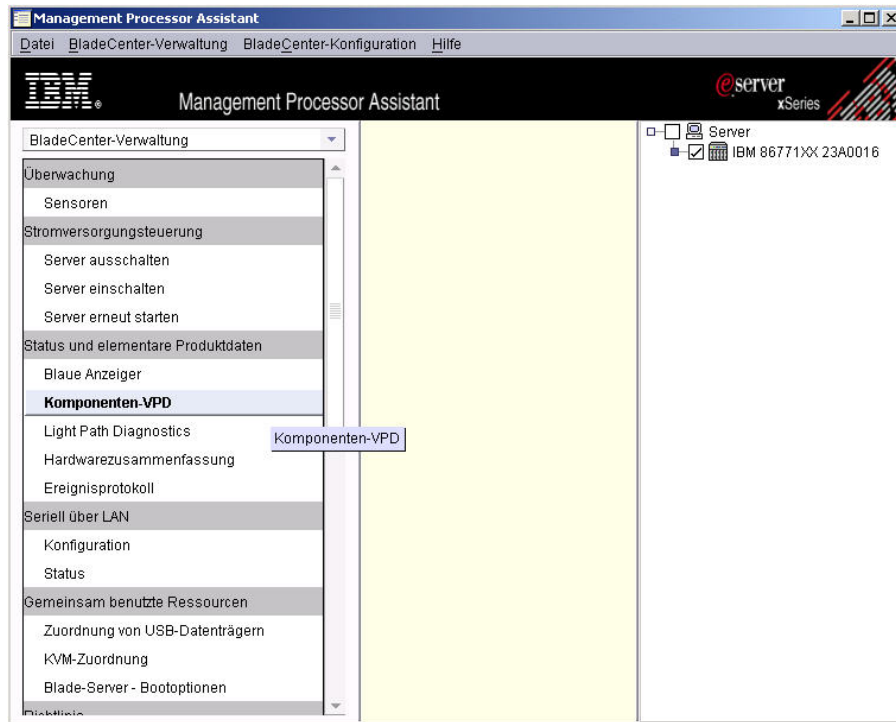 Management Processor Assistant
Datei BladeCenter-Verwaltung BladeCenter-Konfiguration Hilfe
IBM® Management Processor Assistant
eserver
xSeries
BladeCenter-Verwaltung
Überwachung
Sensoren
Stromversorgungsteuerung
Server ausschalten
Server einschalten
Server erneut starten
Status und elementare Produktdaten
Blaue Anzeiger
Komponenten-VPD
Light Path Diagnostics
Komponenten-VPD
Hardwarezusammenfassung
Ereignisprotokoll
Seriell über LAN
Konfiguration
Status
Gemeinsam benutzte Ressourcen
Zuordnung von USB-Datenträgern
KVM-Zuordnung
Blade-Server - Bootoptionen
Richtlinie
Server
IBM 86771XX 23A0016